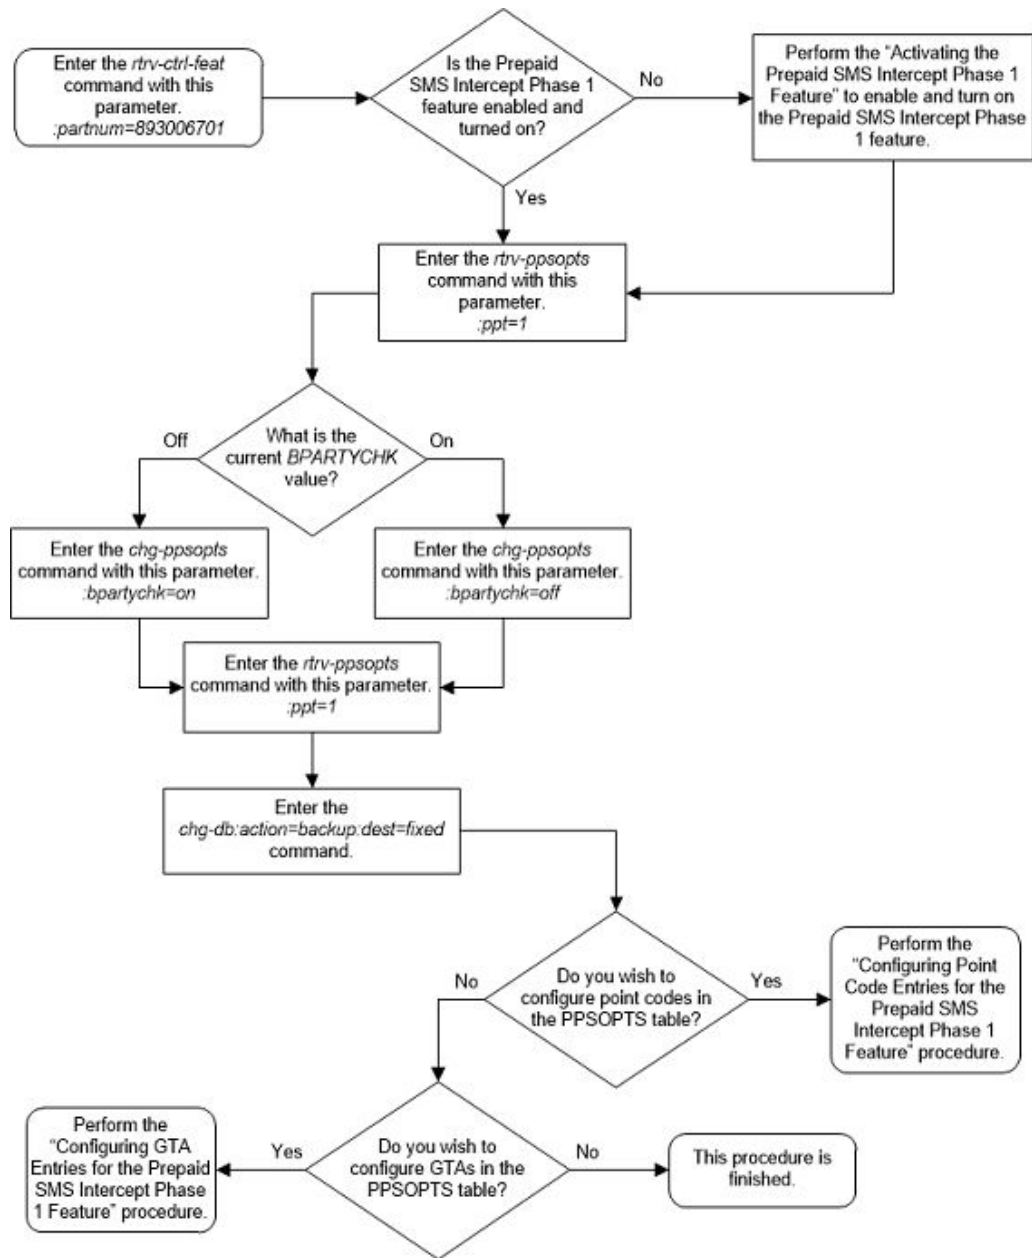 Enter the rtrv-ctrl-feat
command with this
parameter.
:partnum=893006701
Is the Prepaid
SMS Intercept Phase 1
feature enabled and
turned on?
No
Perform the “Activating the
Prepaid SMS Intercept Phase 1
Feature” to enable and turn on
the Prepaid SMS Intercept Phase
1 feature.
Yes
Enter the rtrv-ppsopts
command with this
parameter.
:ppt=1
What is the
current BPARTYCHK
value?
Off
On
Enter the chg-ppsopts
command with this parameter.
:bpartychk=on
Enter the chg-ppsopts
command with this parameter.
:bpartychk=off
Enter the rtrv-ppsopts
command with this parameter.
:ppt=1
Enter the
chg-db:action=backup:dest=fixed
command.
Do you wish to
configure point codes in
the PPSOPTS table?
No
Yes
Perform the
“Configuring Point
Code Entries for the
Prepaid SMS
Intercept Phase 1
Feature” procedure.
Do you wish to
configure GTAs in the
PPSOPTS table?
Yes
No
Perform the
“Configuring GTA
Entries for the Prepaid
SMS Intercept Phase
1 Feature” procedure.
This procedure is
finished.